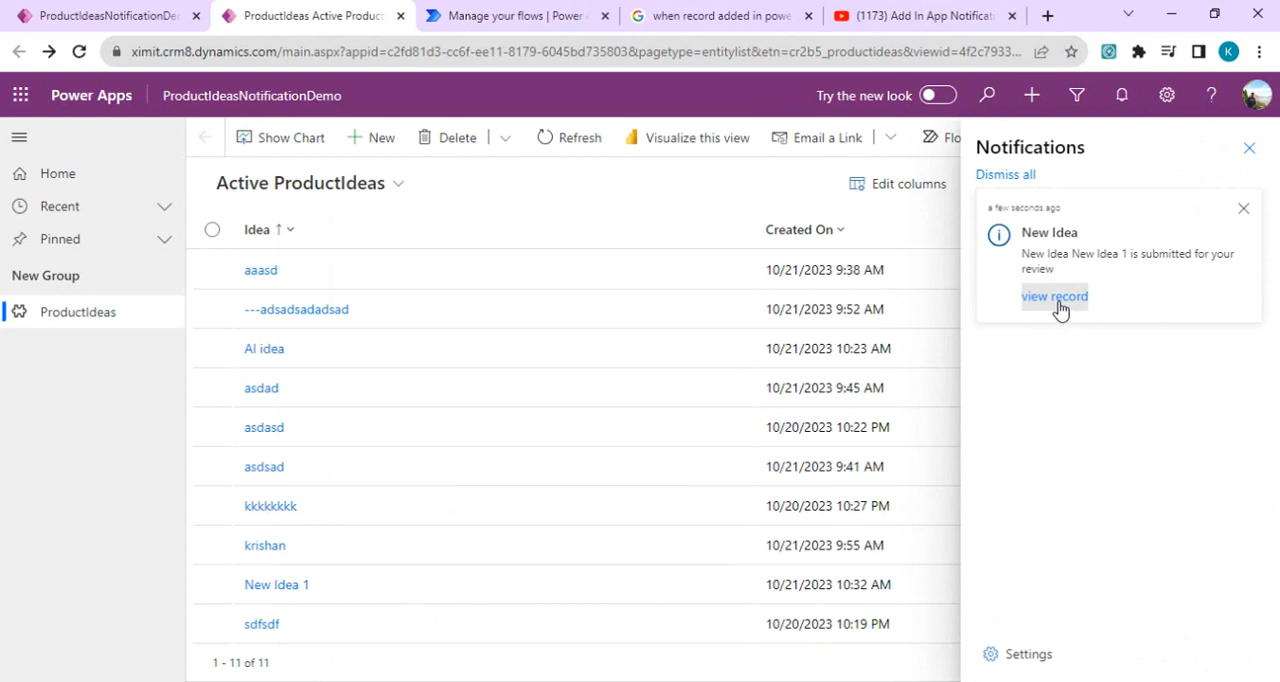 ProductIdeasNotificationDe
ProductIdeas Active Produc
Manage your flows | Power A
when record added in powe
(1173) Add In App Notificat
ximit.crm8.dynamics.com/main.aspx?appid=c2fd81d3-cc6f-ee11-8179-6045bd735803&pagetype=entitylist&etn=cr2b5_productideas&viewid=4f2c7933...
K
Power Apps
ProductIdeasNotificationDemo
Try the new look
Show Chart
New
Delete
Refresh
Visualize this view
Email a Link
Flo
Home
Recent
Pinned
New Group
ProductIdeas
Active ProductIdeas
Edit columns
Idea
Created On
aaasd
10/21/2023 9:38 AM
---adsadsadadsad
10/21/2023 9:52 AM
AI idea
10/21/2023 10:23 AM
asdad
10/21/2023 9:45 AM
asdasd
10/20/2023 10:22 PM
asdsad
10/21/2023 9:41 AM
kkkkkkkk
10/20/2023 10:27 PM
krishan
10/21/2023 9:55 AM
New Idea 1
10/21/2023 10:32 AM
sdfsdf
10/20/2023 10:19 PM
1 - 11 of 11
Notifications
Dismiss all
a few seconds ago
New Idea
New Idea New Idea 1 is submitted for your
review
view record
Settings